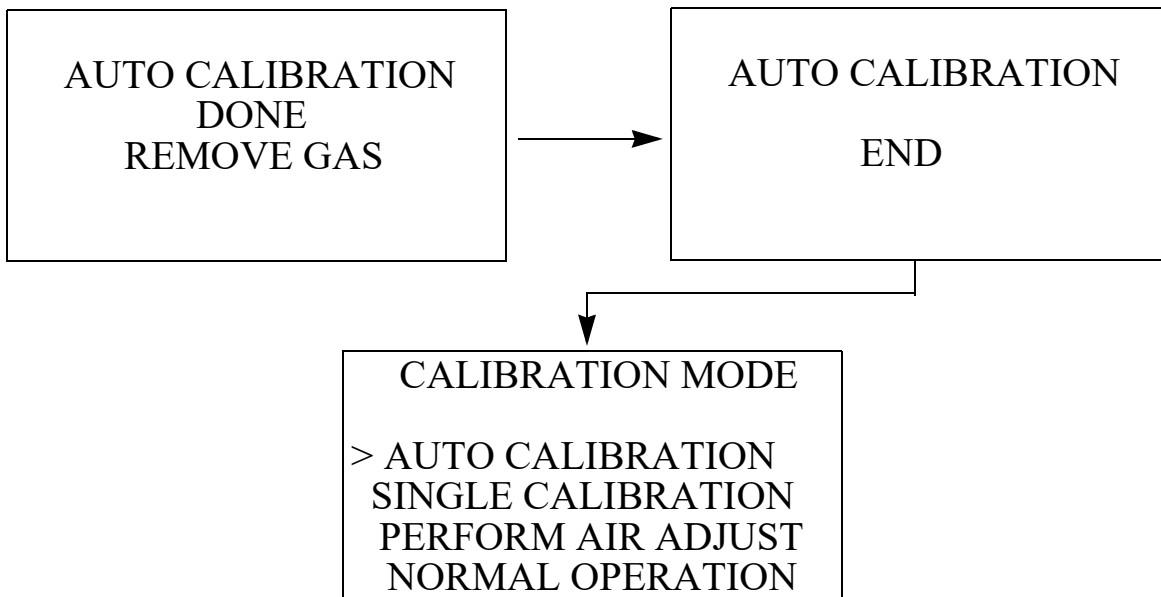 AUTO CALIBRATION
DONE
REMOVE GAS
AUTO CALIBRATION
END
CALIBRATION MODE
> AUTO CALIBRATION
SINGLE CALIBRATION
PERFORM AIR ADJUST
NORMAL OPERATION